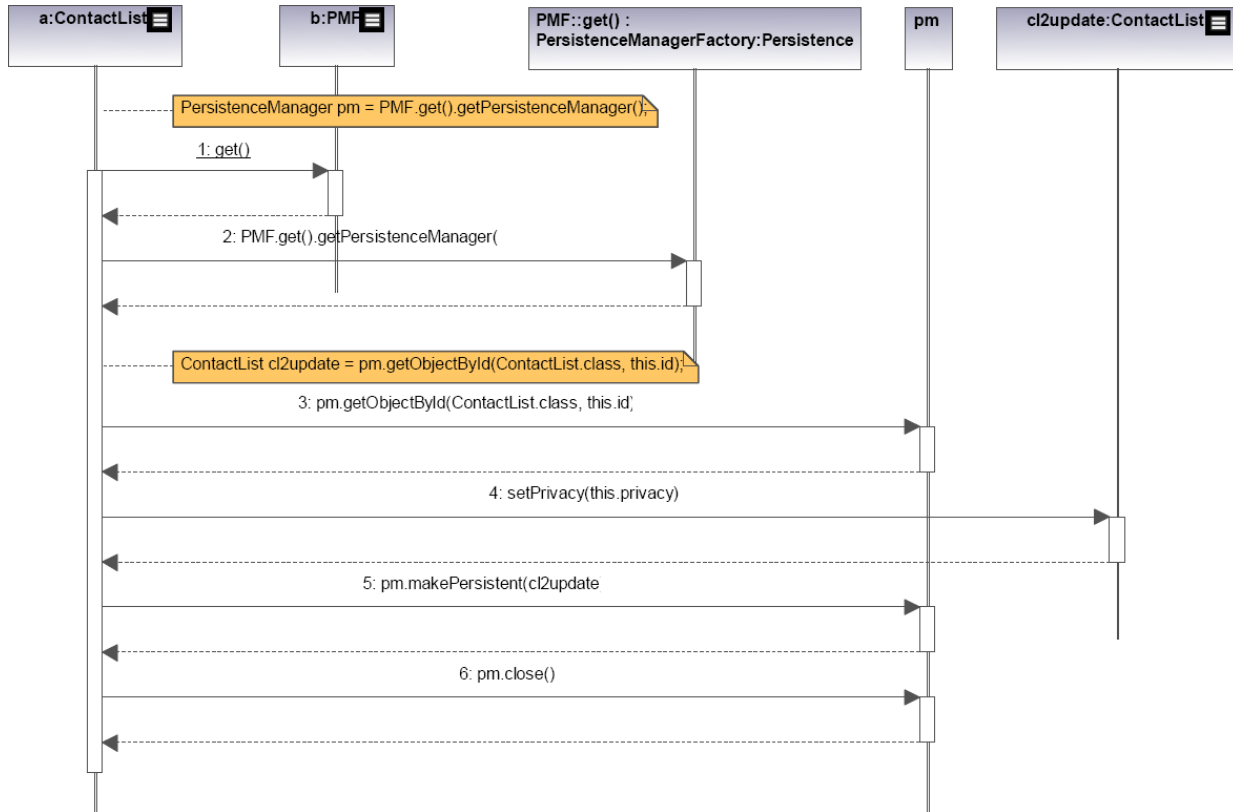 a:ContactList
b:PMF
PMF::get() :
PersistenceManagerFactory:Persistence
pm
cl2update:ContactList
PersistenceManager pm = PMF.get().getPersistenceManager();
1: get()
2: PMF.get().getPersistenceManager(
ContactList cl2update = pm.getObjectById(ContactList.class, this.id);
3: pm.getObjectById(ContactList.class, this.id)
4: setPrivacy(this.privacy)
5: pm.makePersistent(cl2update
6: pm.close()